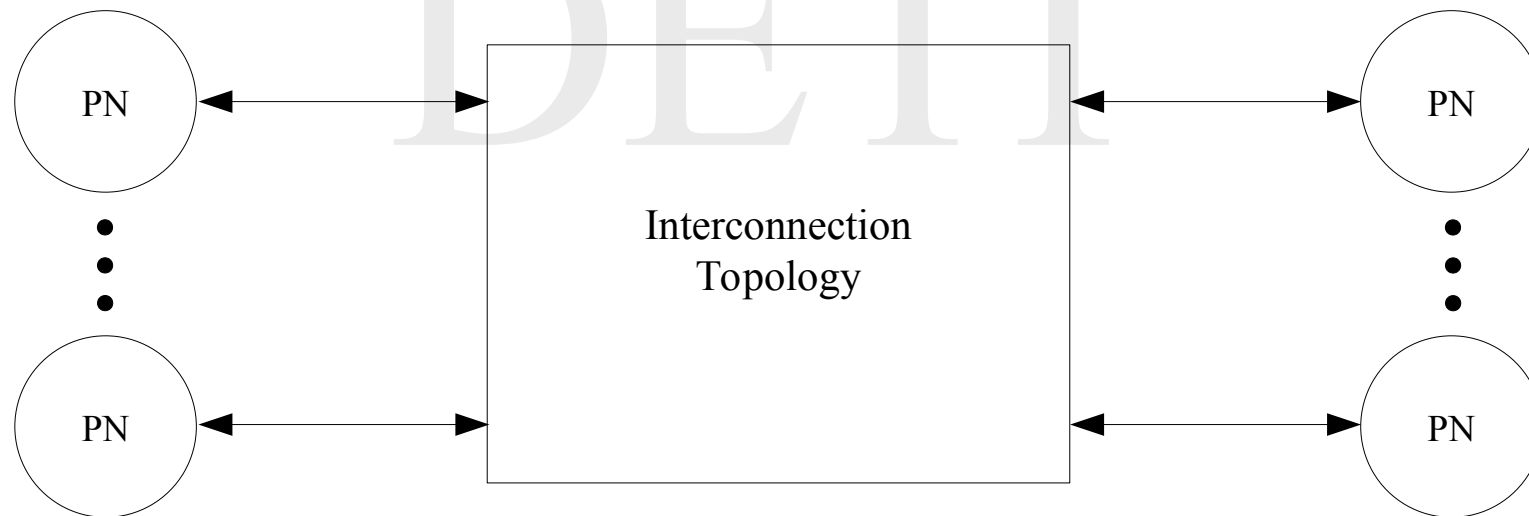 DETI
PN
PN
Interconnection
Topology
PN
PN